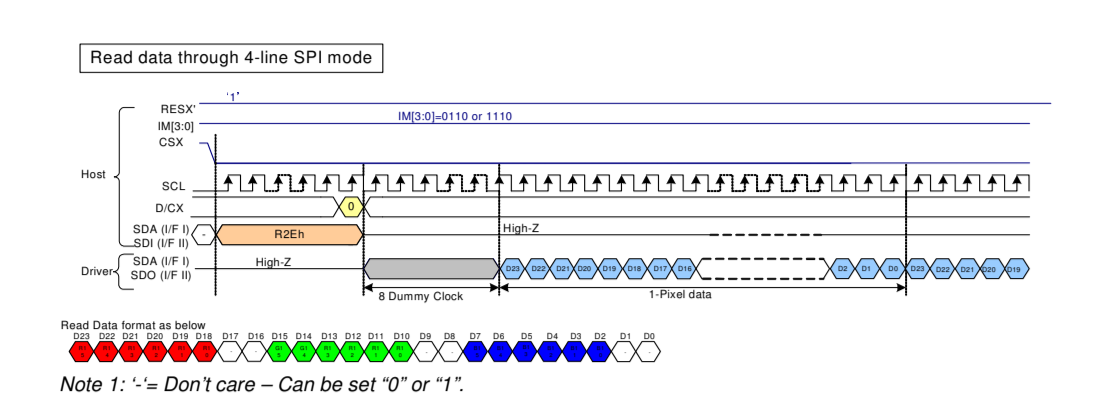 Read data through 4-line SPI mode
'1'
RESX'
IM[3:0]
IM[3:0]=0110 or 1110
CSX
Host
SCL
D/CX
0
SDA (I/F I)
SDI (I/F II)
-
R2Eh
High-Z
Driver
SDA (I/F I)
SDO (I/F II)
High-Z
D23 D22 D21 D20 D19 D18 D17 D16 D2 D1 D0 D23 D22 D21 D20 D19
8 Dummy Clock
1-Pixel data
Read Data format as below
D23 D22 D21 D20 D19 D18 D17 D16 D15 D14 D13 D12 D11 D10 D9 D8 D7 D6 D5 D4 D3 D2 D1 D0
Note 1: '-'= Don't care – Can be set "0" or "1".